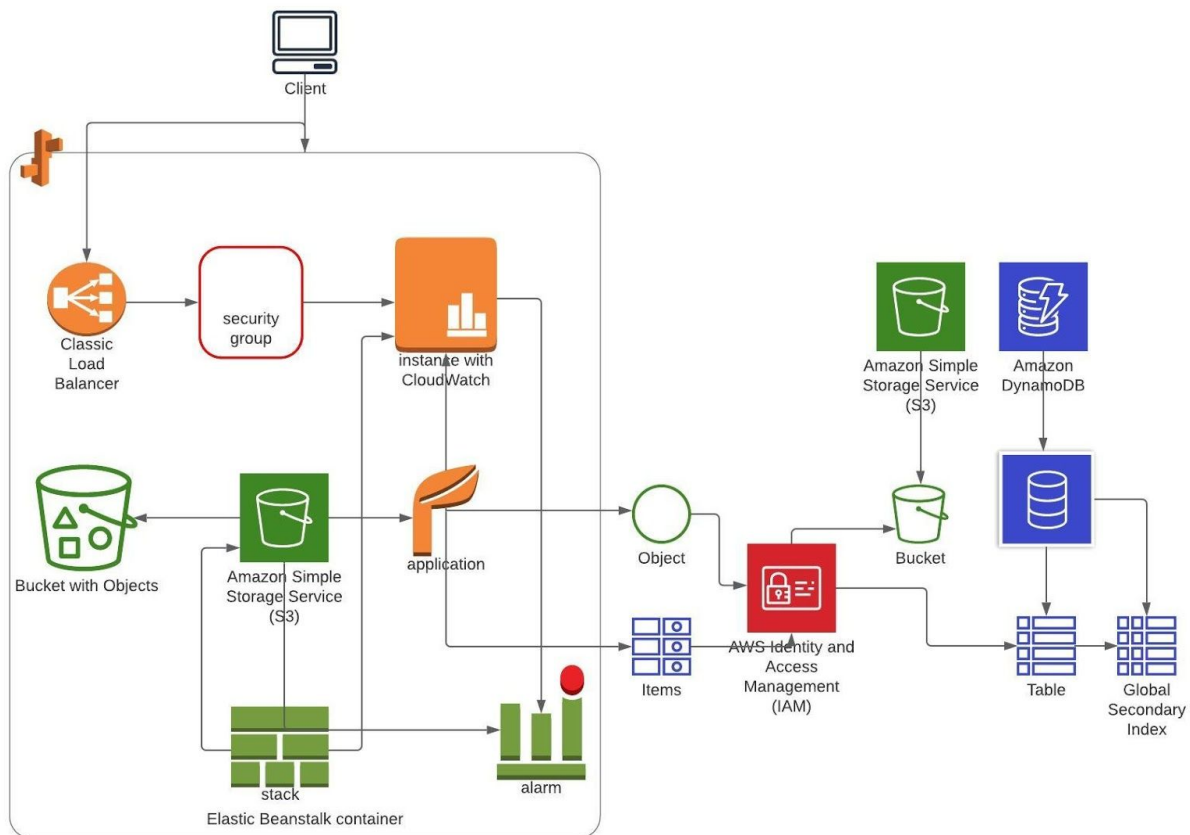 Client
Classic
Load
Balancer
security
group
instance with
CloudWatch
Amazon Simple
Storage Service
(S3)
Amazon
DynamoDB
Bucket with Objects
Amazon Simple
Storage Service
(S3)
application
Object
Bucket
Items
AWS Identity and
Access
Management
(IAM)
Table
Global
Secondary
Index
stack
alarm
Elastic Beanstalk container